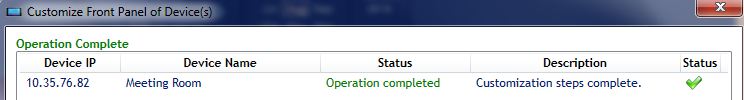 Customize Front Panel of Device(s)
Operation Complete
Device IP Device Name Status Description Status
10.35.76.82 Meeting Room Operation completed Customization steps complete.